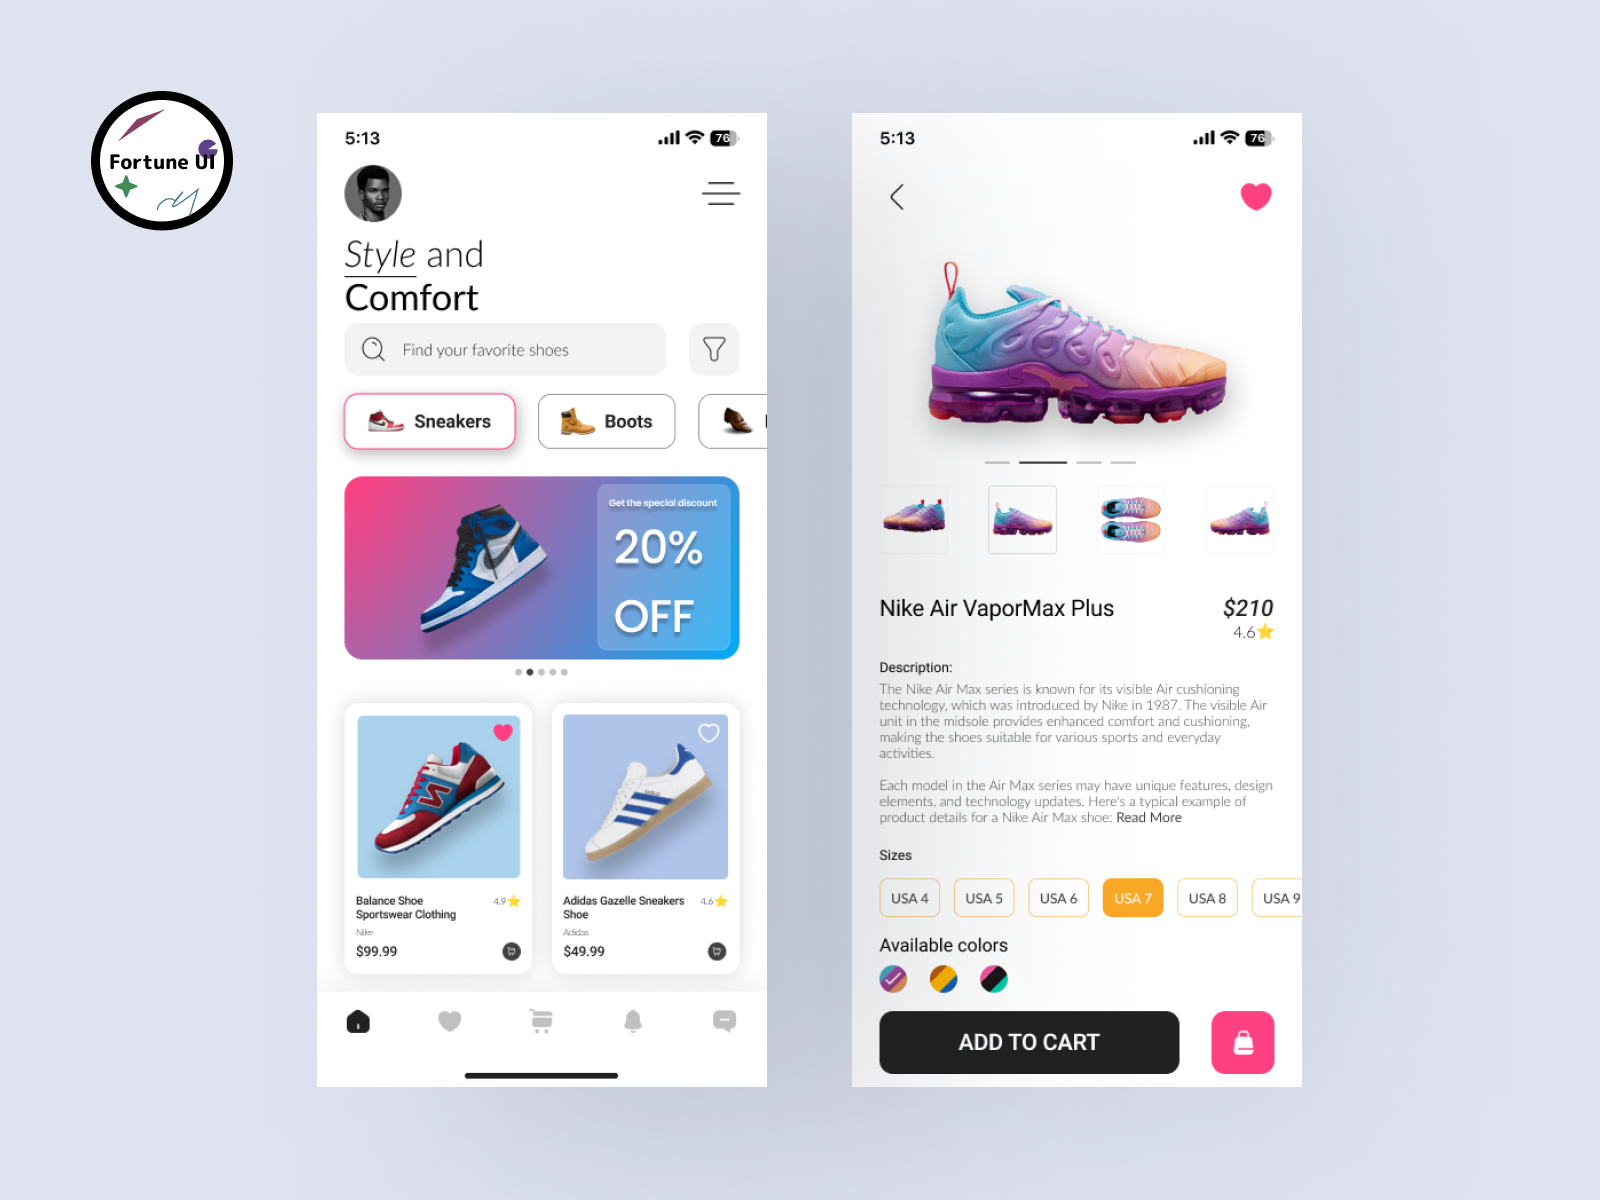 Fortune UI
5:13
76
Style and
Comfort
Find your favorite shoes
Sneakers
Boots
Get the special discount
20%
OFF
Balance Shoe
Sportswear Clothing
4.9
Nike
$99.99
Adidas Gazelle Sneakers
Shoe
4.6
Adidas
$49.99
5:13
76
Nike Air VaporMax Plus
$210
4.6
Description:
The Nike Air Max series is known for its visible Air cushioning
technology, which was introduced by Nike in 1987. The visible Air
unit in the midsole provides enhanced comfort and cushioning,
making the shoes suitable for various sports and everyday
activities.
Each model in the Air Max series may have unique features, design
elements, and technology updates. Here's a typical example of
product details for a Nike Air Max shoe: Read More
Sizes
USA 4
USA 5
USA 6
USA 7
USA 8
USA 9
Available colors
ADD TO CART